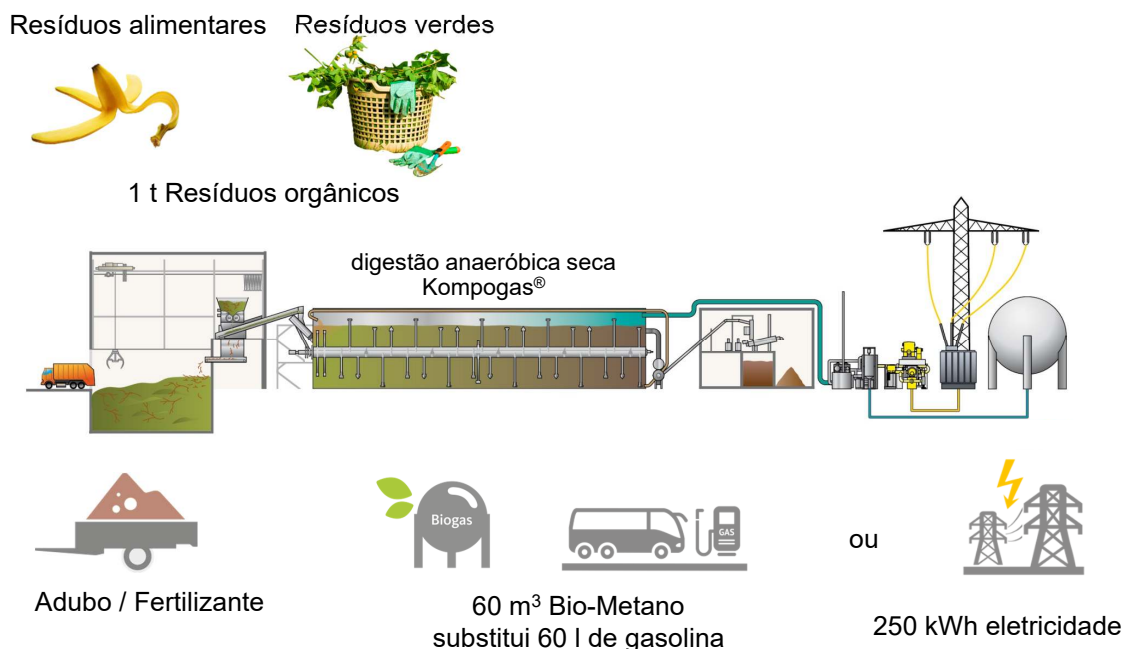 Resíduos alimentares
Resíduos verdes
1 t Resíduos orgânicos
digestão anaeróbica seca
Kompogas®
Biogas
GAS
ou
Adubo / Fertilizante
60 m³ Bio-Metano
substitui 60 l de gasolina
250 kWh eletricidade